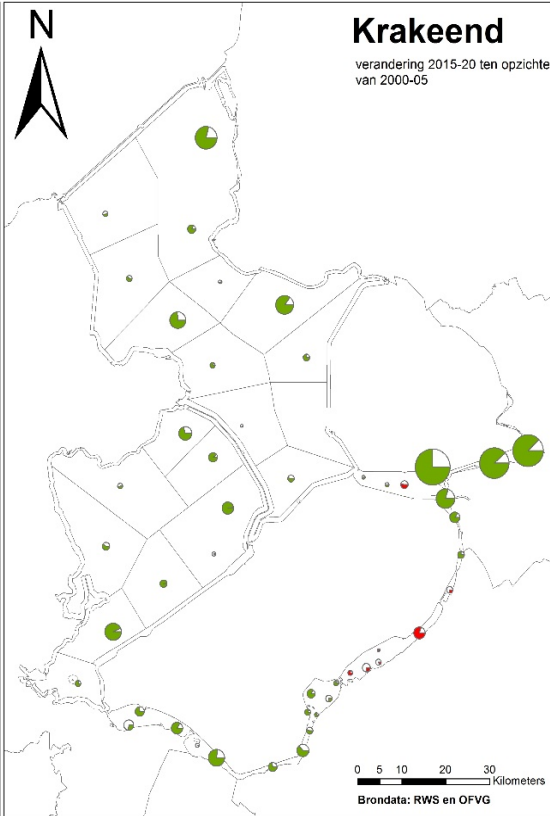 N
Krakeend
verandering 2015-20 ten opzichte
van 2000-05
0 5 10 20 30
Kilometers
Brondata: RWS en OFVG